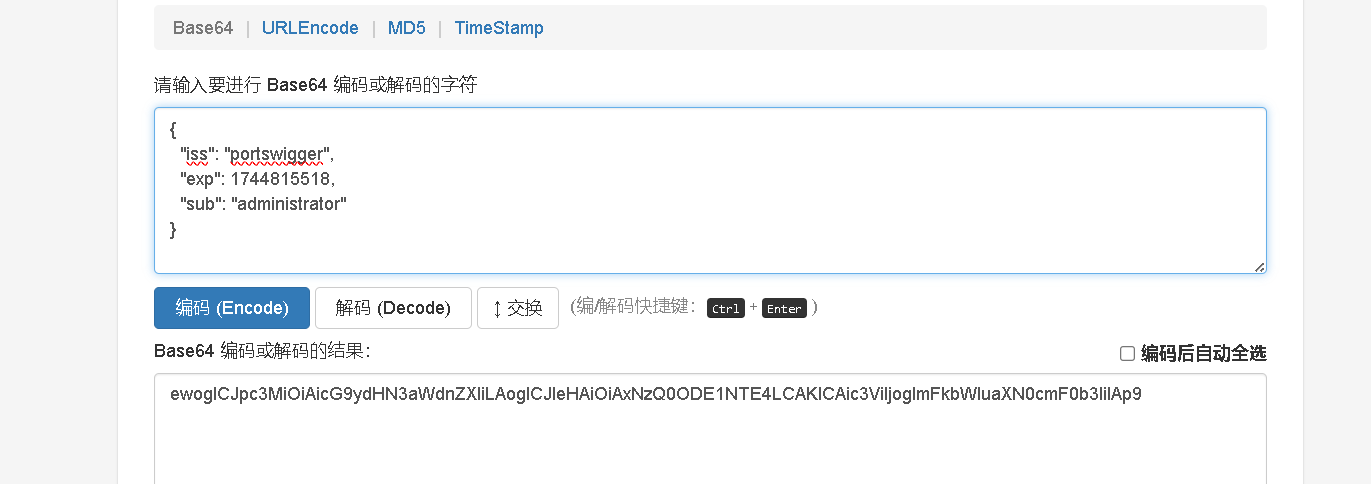 Base64 | URLEncode | MD5 | TimeStamp
请输入要进行 Base64 编码或解码的字符
{
"iss": "portswigger",
"exp": 1744815518,
"sub": "administrator"
}
编码 (Encode) 解码 (Decode) ↕ 交换 (编/解码快捷键： Ctrl + Enter )
Base64 编码或解码的结果： 编码后自动全选
ewogICJpc3MiOiAicG9ydHN3aWdnZXIiLAogICJleHAiOiAxNzQ0ODE1NTE4LCAKICAic3ViIjogImFkbWluaXN0cmF0b3IiIAp9